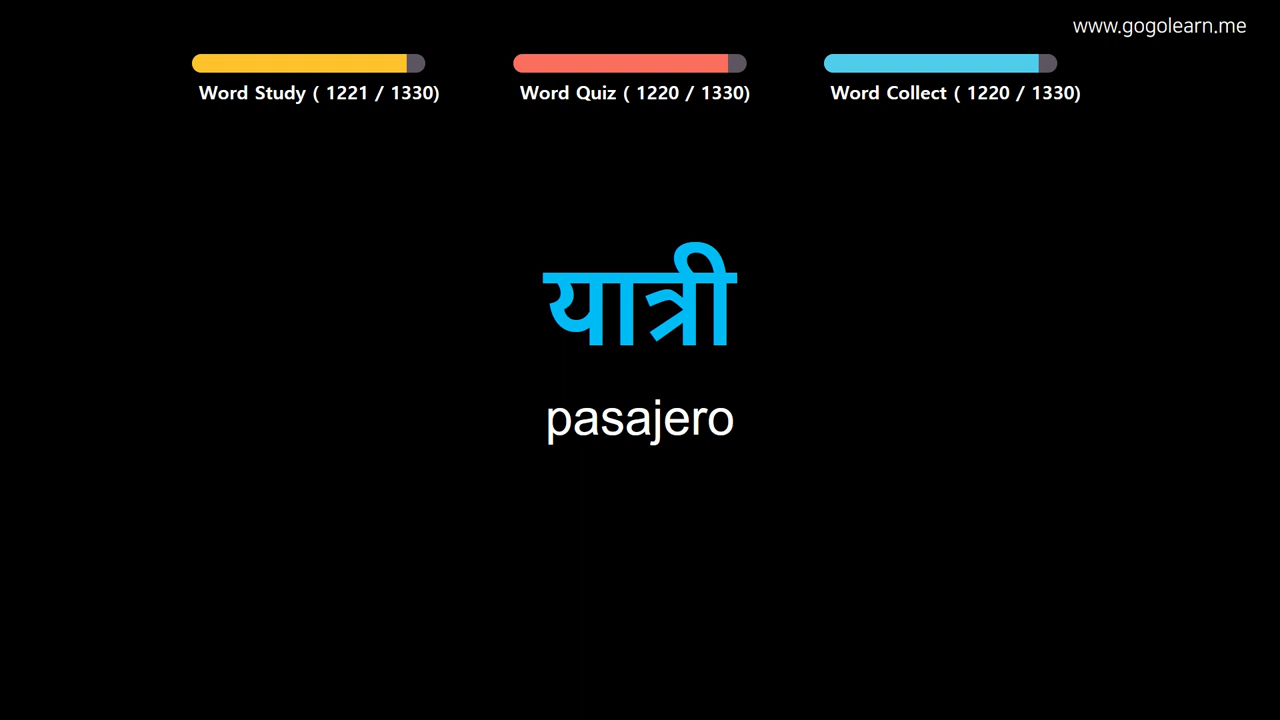 www.gogolearn.me
Word Study ( 1221 / 1330)
Word Quiz ( 1220 / 1330)
Word Collect ( 1220 / 1330)
यात्री
pasajero